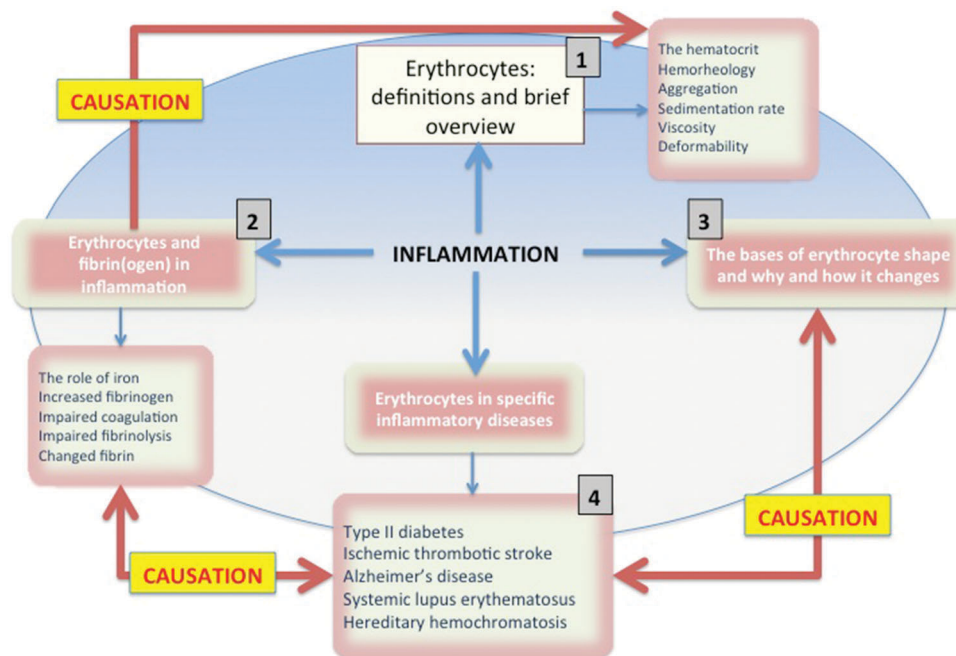 1
Erythrocytes:
definitions and brief
overview
The hematocrit
Hemorheology
Aggregation
Sedimentation rate
Viscosity
Deformability
CAUSATION
2
Erythrocytes and
fibrin(ogen) in
inflammation
INFLAMMATION
3
The bases of erythrocyte shape
and why and how it changes
The role of iron
Increased fibrinogen
Impaired coagulation
Impaired fibrinolysis
Changed fibrin
Erythrocytes in specific
inflammatory diseases
4
Type II diabetes
Ischemic thrombotic stroke
Alzheimer's disease
Systemic lupus erythematosus
Hereditary hemochromatosis
CAUSATION
CAUSATION